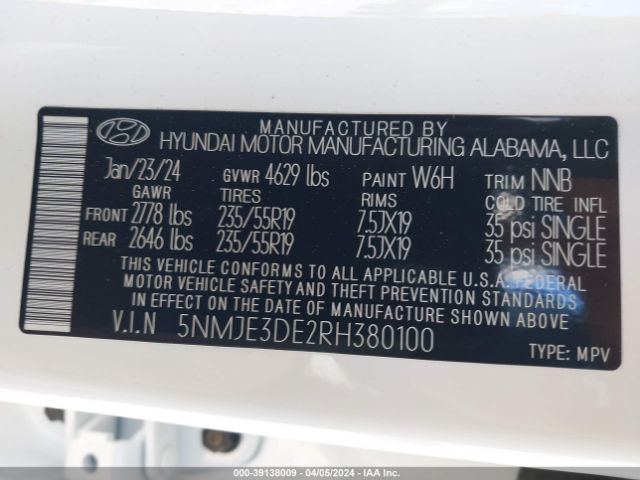 MANUFACTURED BY
HYUNDAI MOTOR MANUFACTURING ALABAMA, LLC
Jan/23/24 GVWR 4629 lbs PAINT W6H TRIM NNB
GAWR TIRES RIMS COLD TIRE INFL
FRONT 2778 lbs 235/55R19 7.5JX19 35 psi SINGLE
REAR 2646 lbs 235/55R19 7.5JX19 35 psi SINGLE
THIS VEHICLE CONFORMS TO ALL APPLICABLE U.S.A. FEDERAL
MOTOR VEHICLE SAFETY AND THEFT PREVENTION STANDARDS
IN EFFECT ON THE DATE OF MANUFACTURE SHOWN ABOVE
V.I.N 5NMJE3DE2RH380100
TYPE: MPV
000-39138009 - 04/05/2024 - IAA Inc.